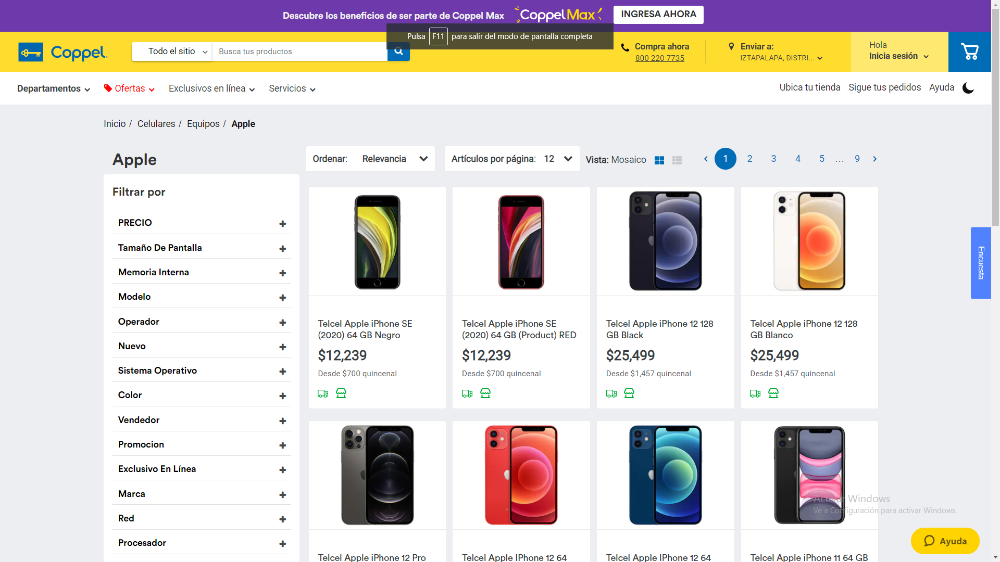 Descubre los beneficios de ser parte de Coppel Max
CoppelMax
INGRESA AHORA
Pulsa F11 para salir del modo de pantalla completa
Coppel.
Todo el sitio
Busca tus productos
Compra ahora
800 220 7735
Enviar a:
IZTAPALAPA, DISTRI...
Hola
Inicia sesión
Departamentos
Ofertas
Exclusivos en línea
Servicios
Ubica tu tienda
Sigue tus pedidos
Ayuda
Inicio / Celulares / Equipos / Apple
Apple
Ordenar: Relevancia
Artículos por página: 12
Vista: Mosaico
1 2 3 4 5 ... 9
Filtrar por
PRECIO
Tamaño De Pantalla
Memoria Interna
Modelo
Operador
Nuevo
Sistema Operativo
Color
Vendedor
Promocion
Exclusivo En Línea
Marca
Red
Procesador
Telcel Apple iPhone SE
(2020) 64 GB Negro
$12,239
Desde $700 quincenal
Telcel Apple iPhone SE
(2020) 64 GB (Product) RED
$12,239
Desde $700 quincenal
Telcel Apple iPhone 12 128
GB Black
$25,499
Desde $1,457 quincenal
Telcel Apple iPhone 12 128
GB Blanco
$25,499
Desde $1,457 quincenal
Telcel Apple iPhone 12 Pro
Telcel Apple IPhone 12 64
Telcel Apple IPhone 12 64
Telcel Apple iPhone 11 64 GB
Encuesta
Activar Windows
Ve a Configuración para activar Windows.
Ayuda